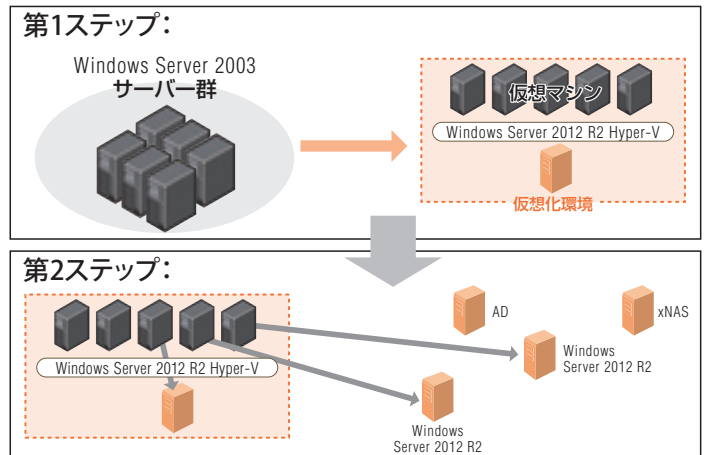 第1ステップ：
Windows Server 2003
サーバー群
仮想マシン
Windows Server 2012 R2 Hyper-V
仮想化環境
第2ステップ：
Windows Server 2012 R2 Hyper-V
AD
xNAS
Windows
Server 2012 R2
Windows
Server 2012 R2